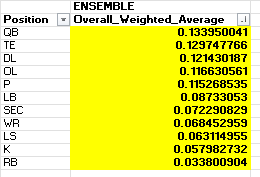 ENSEMBLE
Position Overall_Weighted_Average
QB 0.133950041
TE 0.129747766
DL 0.121430187
OL 0.116630561
P 0.115268535
LB 0.08733053
SEC 0.072290829
WR 0.068452959
LS 0.063114955
K 0.057982732
RB 0.033800904